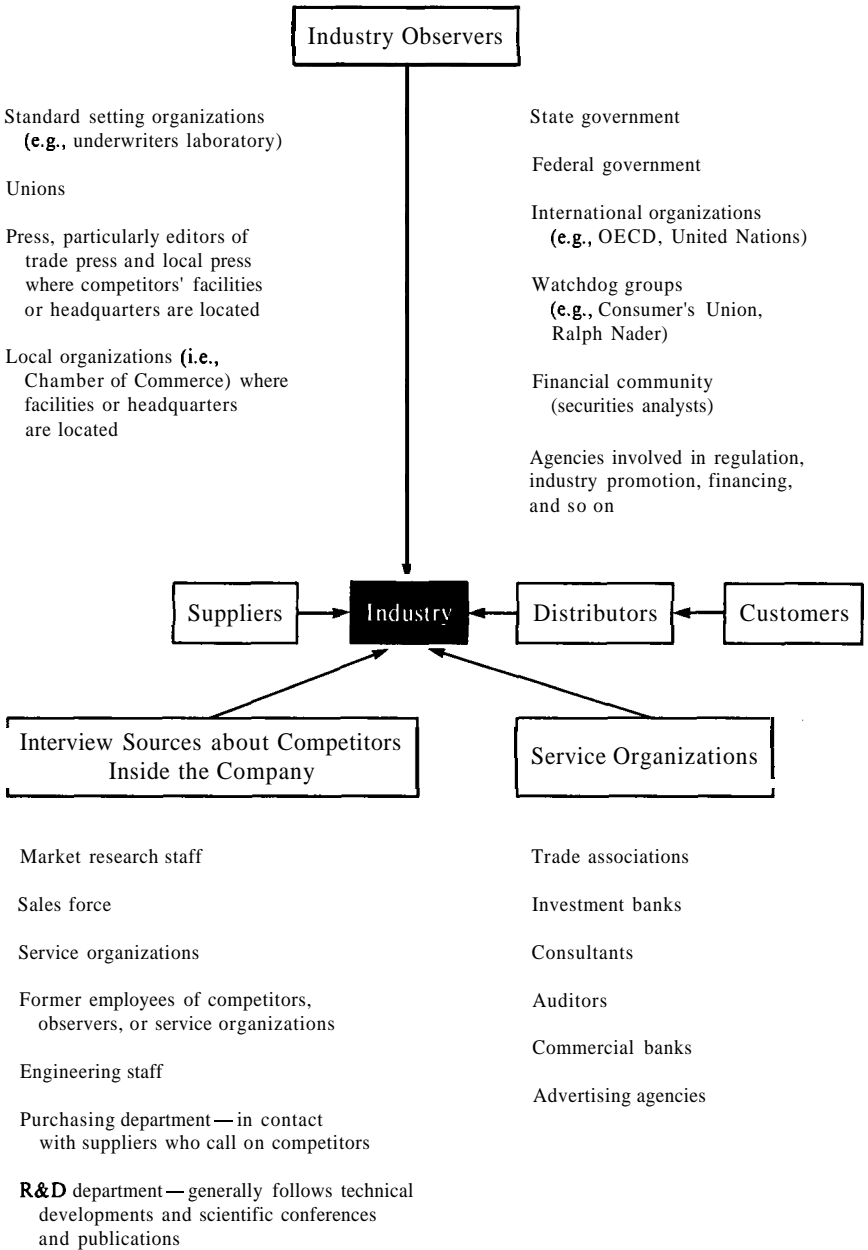 Industry Observers
Standard setting organizations
(e.g., underwriters laboratory)
Unions
Press, particularly editors of
trade press and local press
where competitors' facilities
or headquarters are located
Local organizations (i.e.,
Chamber of Commerce) where
facilities or headquarters
are located
State government
Federal government
International organizations
(e.g., OECD, United Nations)
Watchdog groups
(e.g., Consumer's Union,
Ralph Nader)
Financial community
(securities analysts)
Agencies involved in regulation,
industry promotion, financing,
and so on
Suppliers
Industry
Distributors
Customers
Interview Sources about Competitors
Inside the Company
Service Organizations
Market research staff
Sales force
Service organizations
Former employees of competitors,
observers, or service organizations
Engineering staff
Purchasing department — in contact
with suppliers who call on competitors
R&D department — generally follows technical
developments and scientific conferences
and publications
Trade associations
Investment banks
Consultants
Auditors
Commercial banks
Advertising agencies